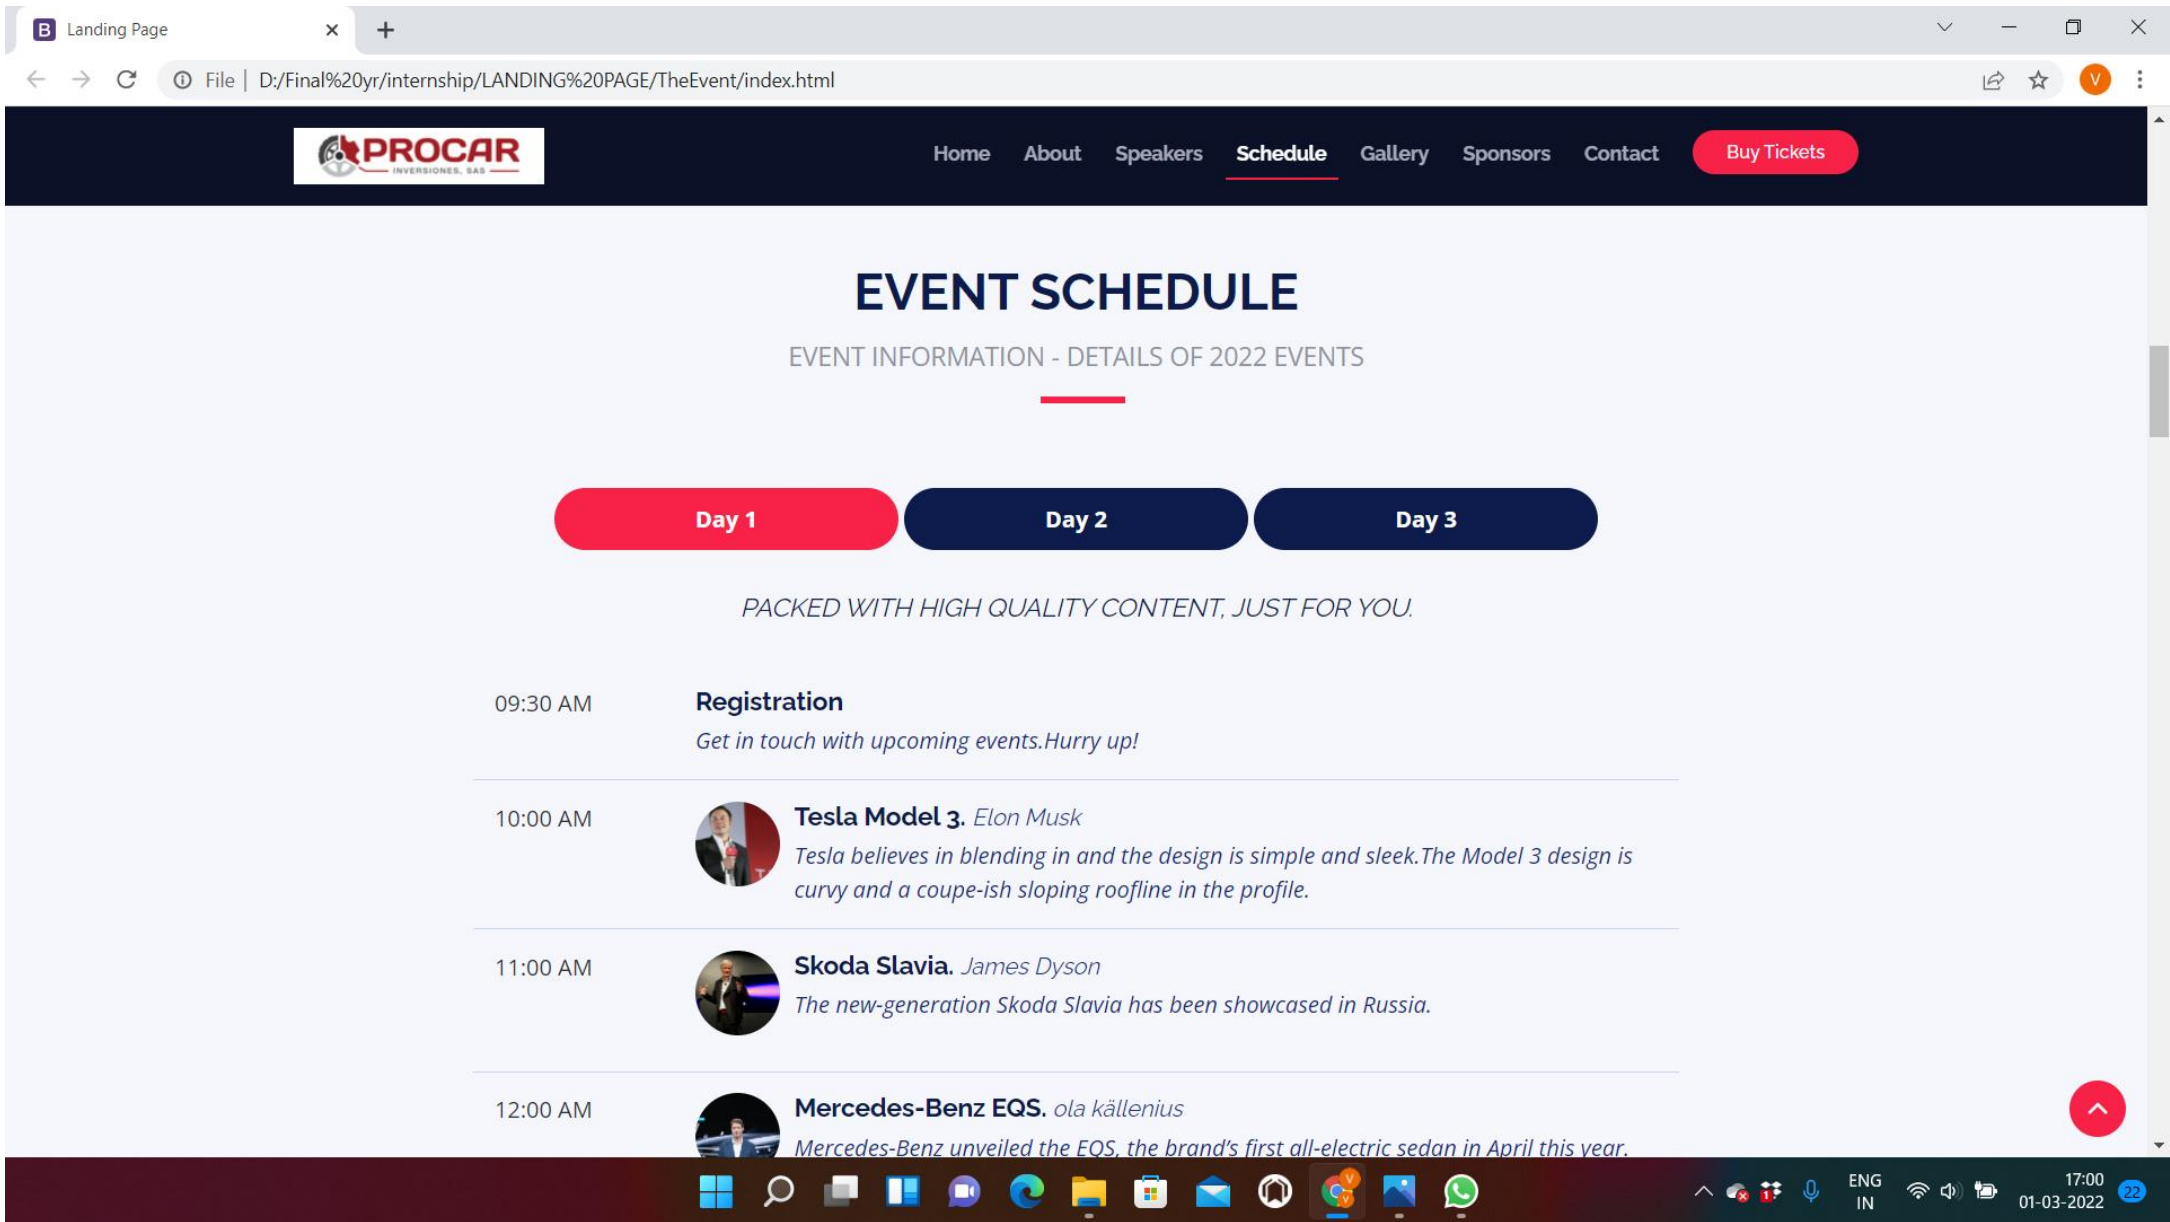 B Landing Page
File | D:/Final%20yr/internship/LANDING%20PAGE/TheEvent/index.html
V
PROCAR
INVERSIONES, SAS
Home About Speakers Schedule Gallery Sponsors Contact Buy Tickets
EVENT SCHEDULE
EVENT INFORMATION - DETAILS OF 2022 EVENTS
Day 1 Day 2 Day 3
PACKED WITH HIGH QUALITY CONTENT, JUST FOR YOU.
09:30 AM Registration
Get in touch with upcoming events.Hurry up!
10:00 AM Tesla Model 3. Elon Musk
Tesla believes in blending in and the design is simple and sleek.The Model 3 design is
curvy and a coupe-ish sloping roofline in the profile.
11:00 AM Skoda Slavia. James Dyson
The new-generation Skoda Slavia has been showcased in Russia.
12:00 AM Mercedes-Benz EQS. ola källenius
Mercedes-Benz unveiled the EQS, the brand's first all-electric sedan in April this year.
ENG 17:00
IN 01-03-2022 22